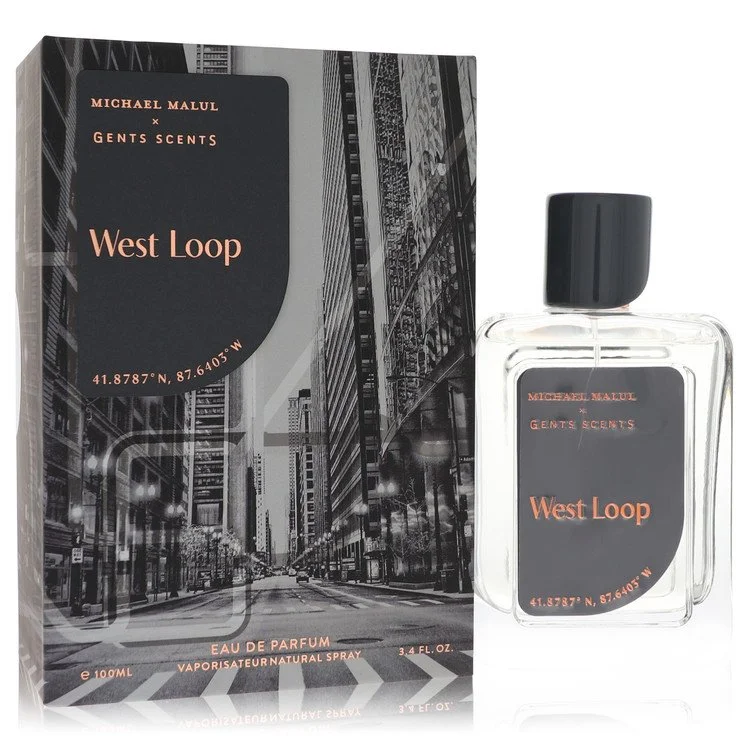 MICHAEL MALUL
×
GENTS SCENTS
West Loop
41.8787° N, 87.6403° W
EAU DE PARFUM
e 100ML VAPORISATEUR NATURAL SPRAY 3.4 FL. OZ.
MICHAEL MALUL
×
GENTS SCENTS
West Loop
41.8787° N, 87.6403° W